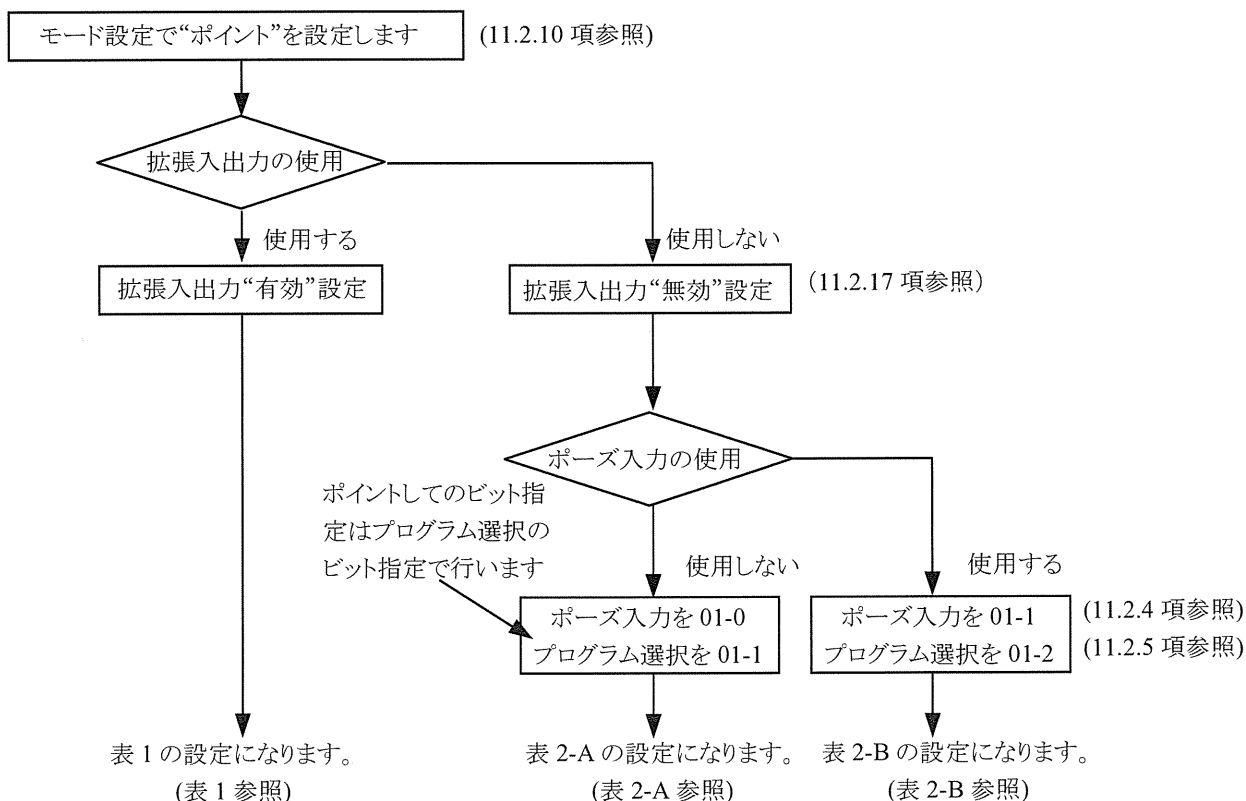 モード設定で“ポイント”を設定します
(11.2.10 項参照)
拡張入出力の使用
使用する
使用しない
拡張入出力“有効”設定
拡張入出力“無効”設定
(11.2.17 項参照)
ポーズ入力の使用
ポイントしてのビット指
定はプログラム選択の
ビット指定で行います
使用しない
使用する
ポーズ入力を 01-0
プログラム選択を 01-1
ポーズ入力を 01-1
プログラム選択を 01-2
(11.2.4 項参照)
(11.2.5 項参照)
表 1 の設定になります。
(表 1 参照)
表 2-A の設定になります。
(表 2-A 参照)
表 2-B の設定になります。
(表 2-B 参照)